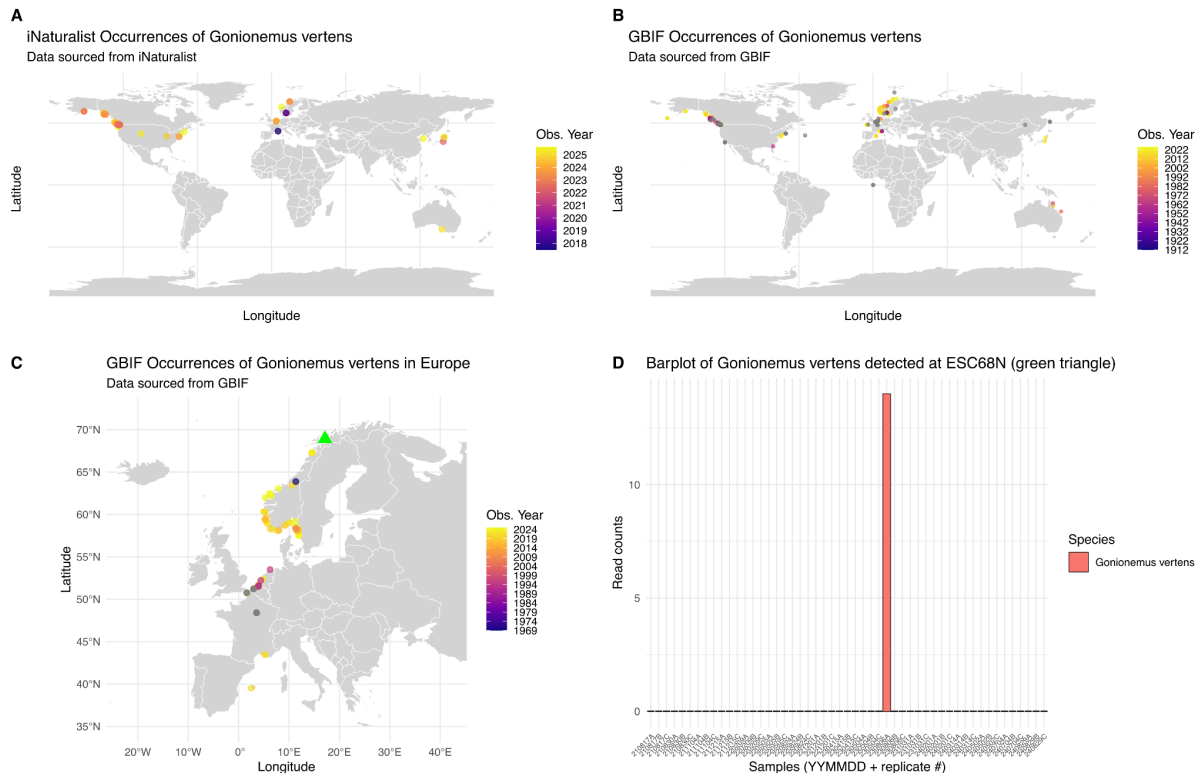 A
iNaturalist Occurrences of Gonionemus vertens
Data sourced from iNaturalist
Latitude
Longitude
Obs. Year
2025
2024
2023
2022
2021
2020
2019
2018
B
GBIF Occurrences of Gonionemus vertens
Data sourced from GBIF
Latitude
Longitude
Obs. Year
2022
2012
2002
1992
1982
1972
1962
1952
1942
1932
1922
1912
C
GBIF Occurrences of Gonionemus vertens in Europe
Data sourced from GBIF
Latitude
70°N
65°N
60°N
55°N
50°N
45°N
40°N
35°N
20°W
10°W
0°
10°E
20°E
30°E
40°E
Longitude
Obs. Year
2024
2019
2014
2009
2004
1999
1994
1989
1984
1979
1974
1969
D
Barplot of Gonionemus vertens detected at ESC68N (green triangle)
Read counts
10
5
0
Samples (YYMMDD + replicate #)
Species
Gonionemus vertens